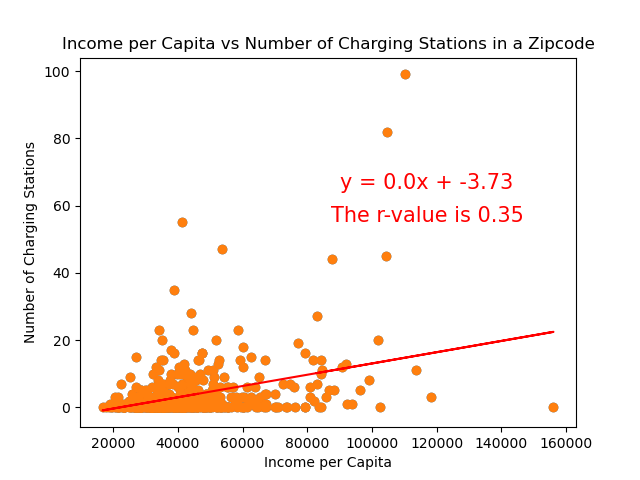 Income per Capita vs Number of Charging Stations in a Zipcode
100
80
60
40
20
0
Number of Charging Stations
y = 0.0x + -3.73
The r-value is 0.35
20000 40000 60000 80000 100000 120000 140000 160000
Income per Capita